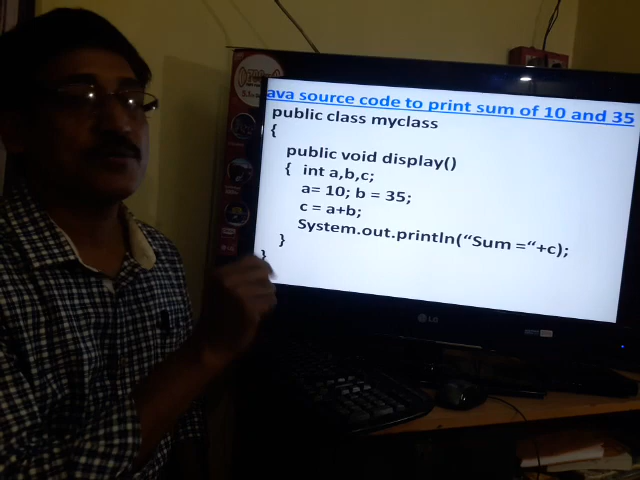 ava source code to print sum of 10 and 35
public class myclass
{
public void display()
{ int a,b,c;
a= 10; b = 35;
c = a+b;
System.out.println(“Sum =“+c);
}
}
LG